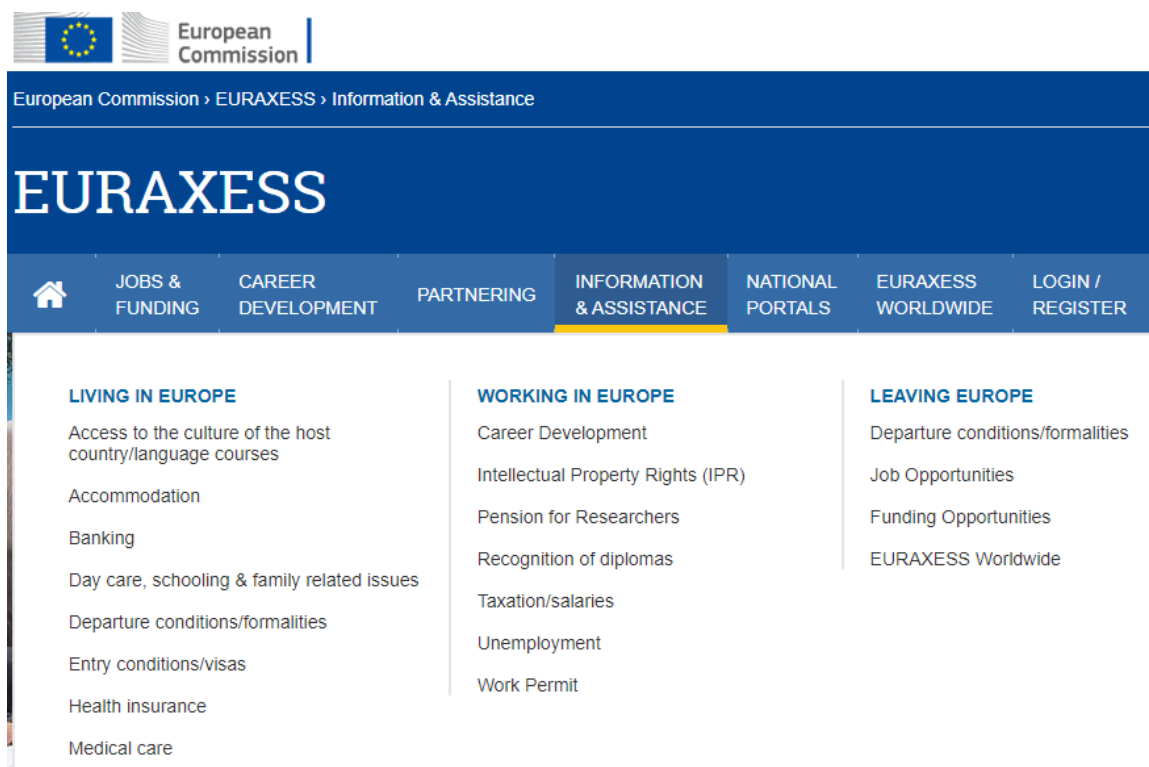 European
Commission
European Commission › EURAXESS › Information & Assistance
EURAXESS
JOBS &
FUNDING
CAREER
DEVELOPMENT
PARTNERING
INFORMATION
& ASSISTANCE
NATIONAL
PORTALS
EURAXESS
WORLDWIDE
LOGIN /
REGISTER
LIVING IN EUROPE
Access to the culture of the host
country/language courses
Accommodation
Banking
Day care, schooling & family related issues
Departure conditions/formalities
Entry conditions/visas
Health insurance
Medical care
WORKING IN EUROPE
Career Development
Intellectual Property Rights (IPR)
Pension for Researchers
Recognition of diplomas
Taxation/salaries
Unemployment
Work Permit
LEAVING EUROPE
Departure conditions/formalities
Job Opportunities
Funding Opportunities
EURAXESS Worldwide